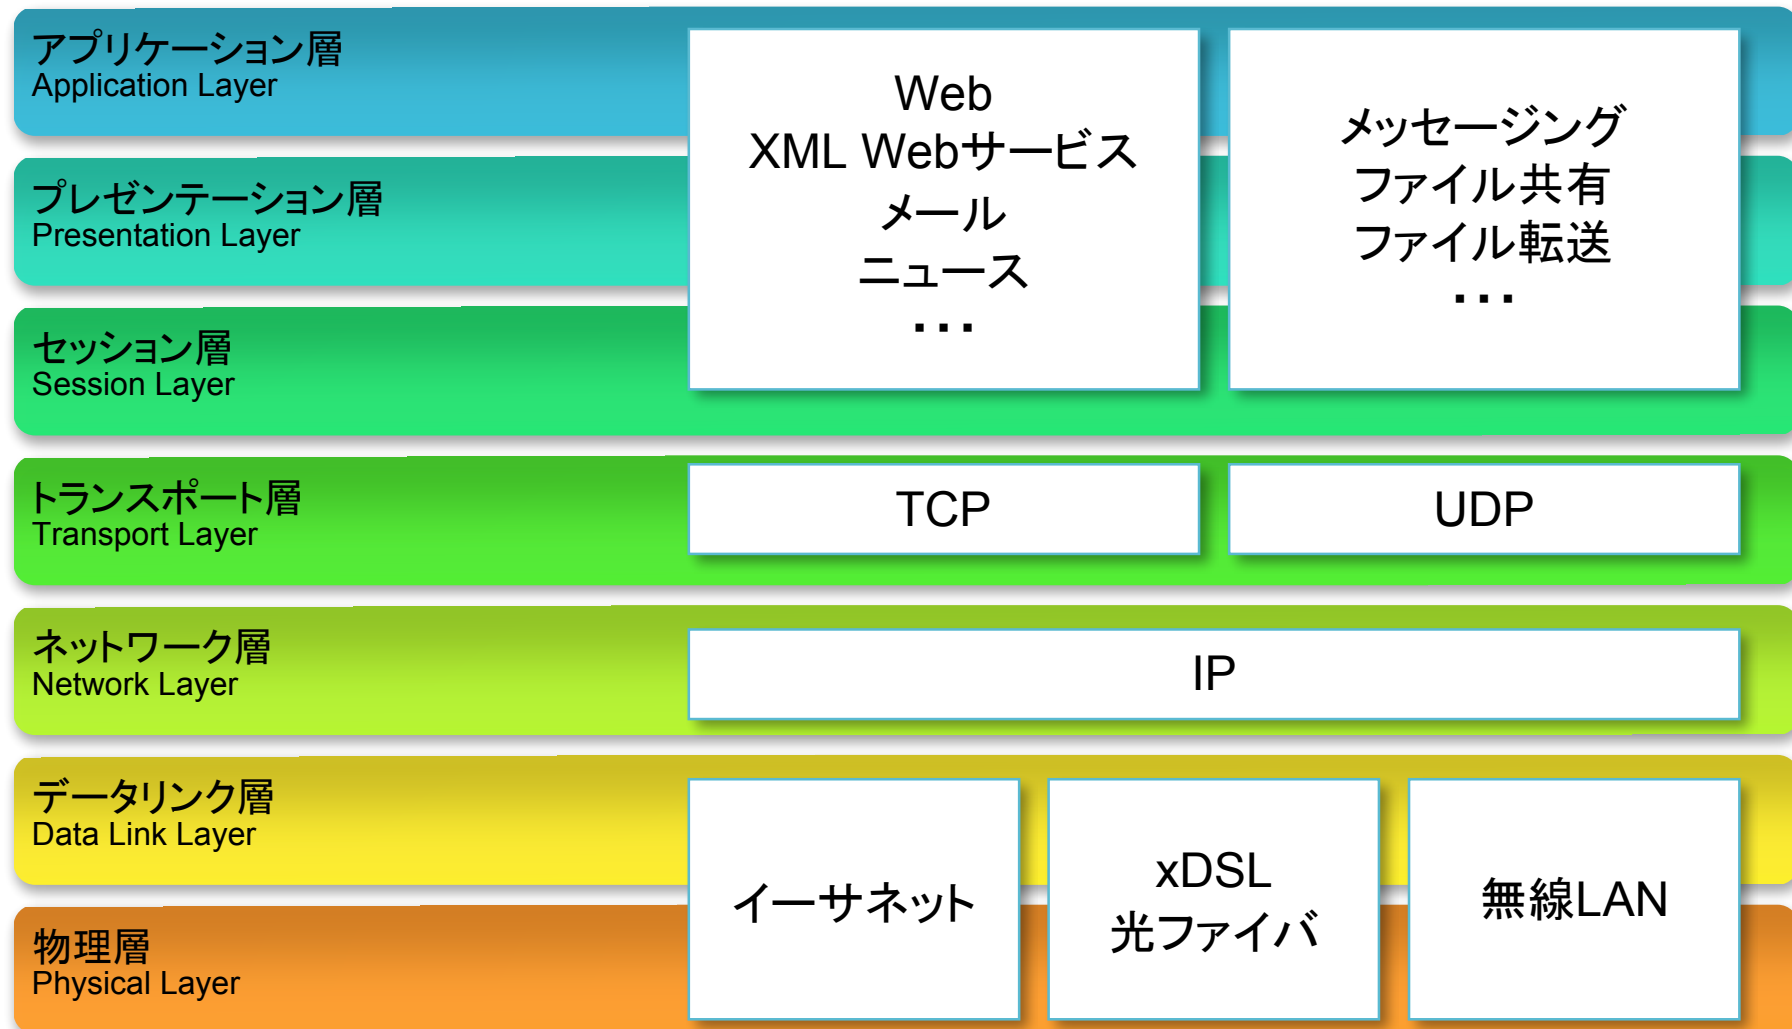 アプリケーション層
Application Layer
プレゼンテーション層
Presentation Layer
セッション層
Session Layer
Web
XML Webサービス
メール
ニュース
・・・
メッセージング
ファイル共有
ファイル転送
・・・
トランスポート層
Transport Layer
TCP
UDP
ネットワーク層
Network Layer
IP
データリンク層
Data Link Layer
物理層
Physical Layer
イーサネット
xDSL
光ファイバ
無線LAN